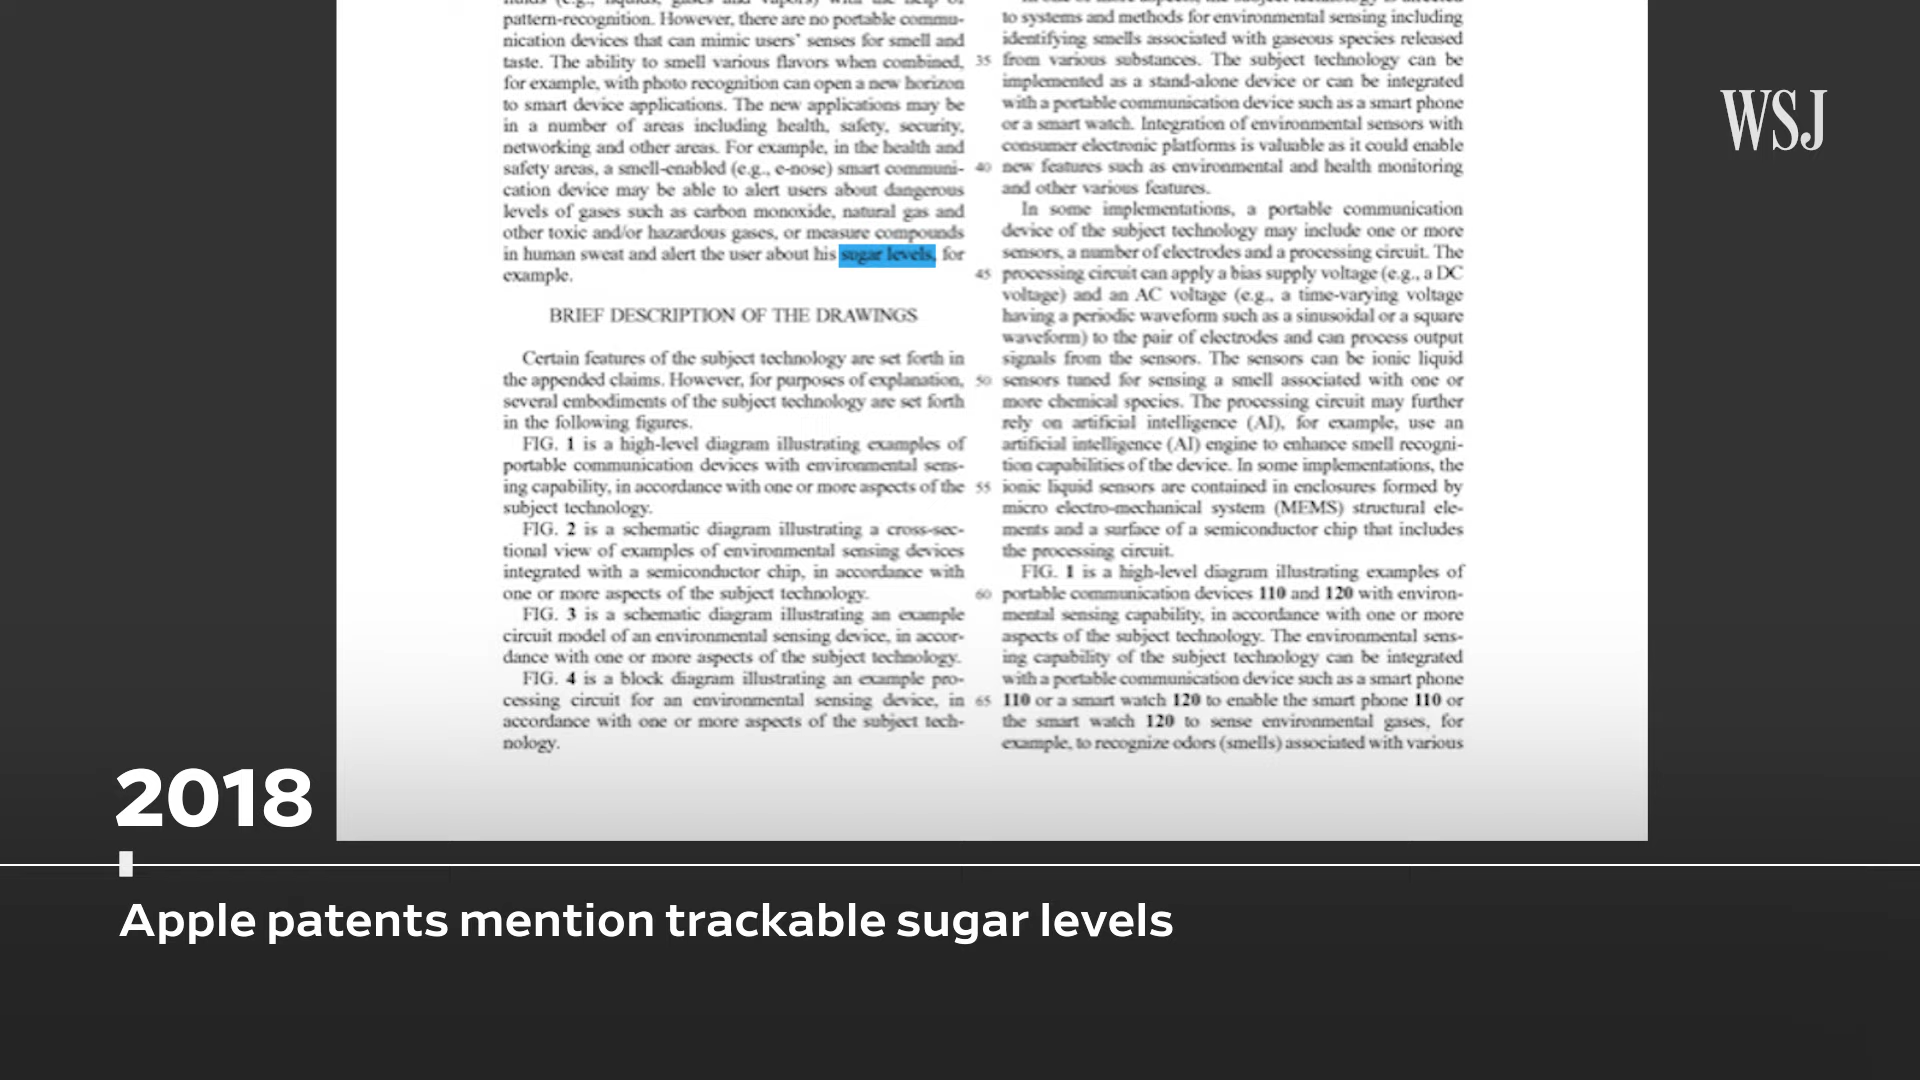 pattern-recognition. However, there are no portable commu-
nication devices that can mimic users' senses for smell and
taste. The ability to smell various flavors when combined,
for example, with photo recognition can open a new horizon
to smart device applications. The new applications may be
in a number of areas including health, safety, security,
networking and other areas. For example, in the health and
safety areas, a smell-enabled (e.g., e-nose) smart communi-
cation device may be able to alert users about dangerous
levels of gases such as carbon monoxide, natural gas and
other toxic and/or hazardous gases, or measure compounds
in human sweat and alert the user about his sugar levels, for
example.
BRIEF DESCRIPTION OF THE DRAWINGS
Certain features of the subject technology are set forth in
the appended claims. However, for purposes of explanation,
several embodiments of the subject technology are set forth
in the following figures.
FIG. 1 is a high-level diagram illustrating examples of
portable communication devices with environmental sens-
ing capability, in accordance with one or more aspects of the
subject technology.
FIG. 2 is a schematic diagram illustrating a cross-sec-
tional view of examples of environmental sensing devices
integrated with a semiconductor chip, in accordance with
one or more aspects of the subject technology.
FIG. 3 is a schematic diagram illustrating an example
circuit model of an environmental sensing device, in accor-
dance with one or more aspects of the subject technology.
FIG. 4 is a block diagram illustrating an example pro-
cessing circuit for an environmental sensing device, in
accordance with one or more aspects of the subject tech-
nology.
35
40
45
50
55
60
65
to systems and methods for environmental sensing including
identifying smells associated with gaseous species released
from various substances. The subject technology can be
implemented as a stand-alone device or can be integrated
with a portable communication device such as a smart phone
or a smart watch. Integration of environmental sensors with
consumer electronic platforms is valuable as it could enable
new features such as environmental and health monitoring
and other various features.
In some implementations, a portable communication
device of the subject technology may include one or more
sensors, a number of electrodes and a processing circuit. The
processing circuit can apply a bias supply voltage (e.g., a DC
voltage) and an AC voltage (e.g., a time-varying voltage
having a periodic waveform such as a sinusoidal or a square
waveform) to the pair of electrodes and can process output
signals from the sensors. The sensors can be ionic liquid
sensors tuned for sensing a smell associated with one or
more chemical species. The processing circuit may further
rely on artificial intelligence (AI), for example, use an
artificial intelligence (AI) engine to enhance smell recogni-
tion capabilities of the device. In some implementations, the
ionic liquid sensors are contained in enclosures formed by
micro electro-mechanical system (MEMS) structural ele-
ments and a surface of a semiconductor chip that includes
the processing circuit.
FIG. 1 is a high-level diagram illustrating examples of
portable communication devices 110 and 120 with environ-
mental sensing capability, in accordance with one or more
aspects of the subject technology. The environmental sens-
ing capability of the subject technology can be integrated
with a portable communication device such as a smart phone
110 or a smart watch 120 to enable the smart phone 110 or
the smart watch 120 to sense environmental gases, for
example, to recognize odors (smells) associated with various
WSJ
2018
Apple patents mention trackable sugar levels